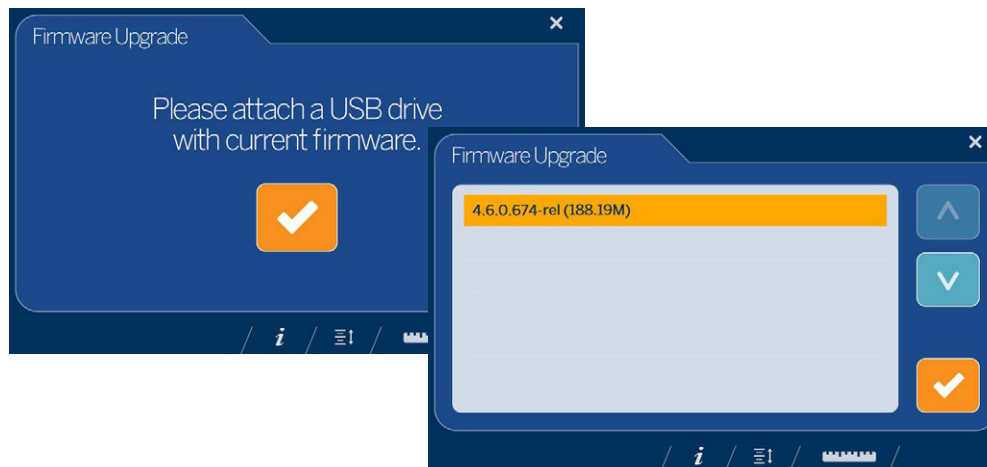 Firmware Upgrade
Please attach a USB drive
with current firmware.
Firmware Upgrade
4.6.0.674-rel (188.19M)